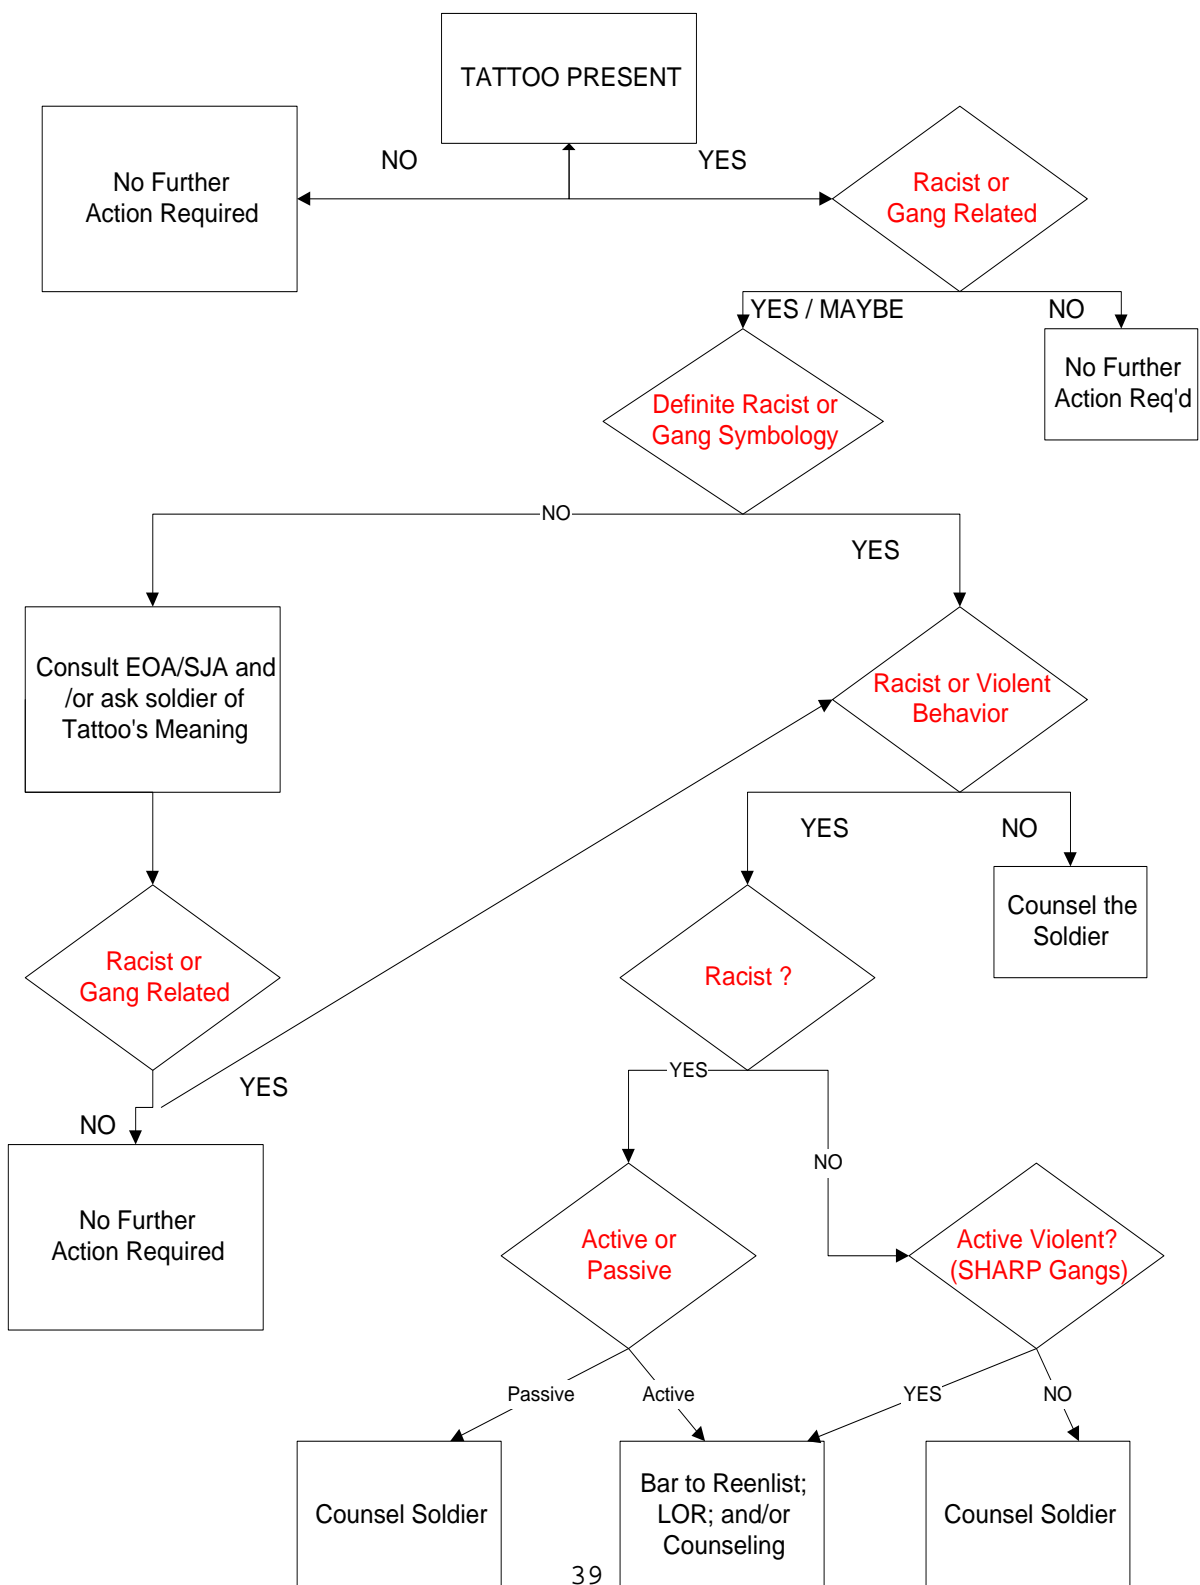 TATTOO PRESENT
NO
YES
No Further
Action Required
Racist or
Gang Related
YES / MAYBE
NO
No Further
Action Req'd
Definite Racist or
Gang Symbology
NO
YES
Consult EOA/SJA and
/or ask soldier of
Tattoo's Meaning
Racist or Violent
Behavior
YES
NO
Counsel the
Soldier
Racist or
Gang Related
Racist ?
YES
YES
NO
NO
No Further
Action Required
Active or
Passive
Active Violent?
(SHARP Gangs)
Passive
Active
YES
NO
Counsel Soldier
Bar to Reenlist;
LOR; and/or
Counseling
Counsel Soldier
39